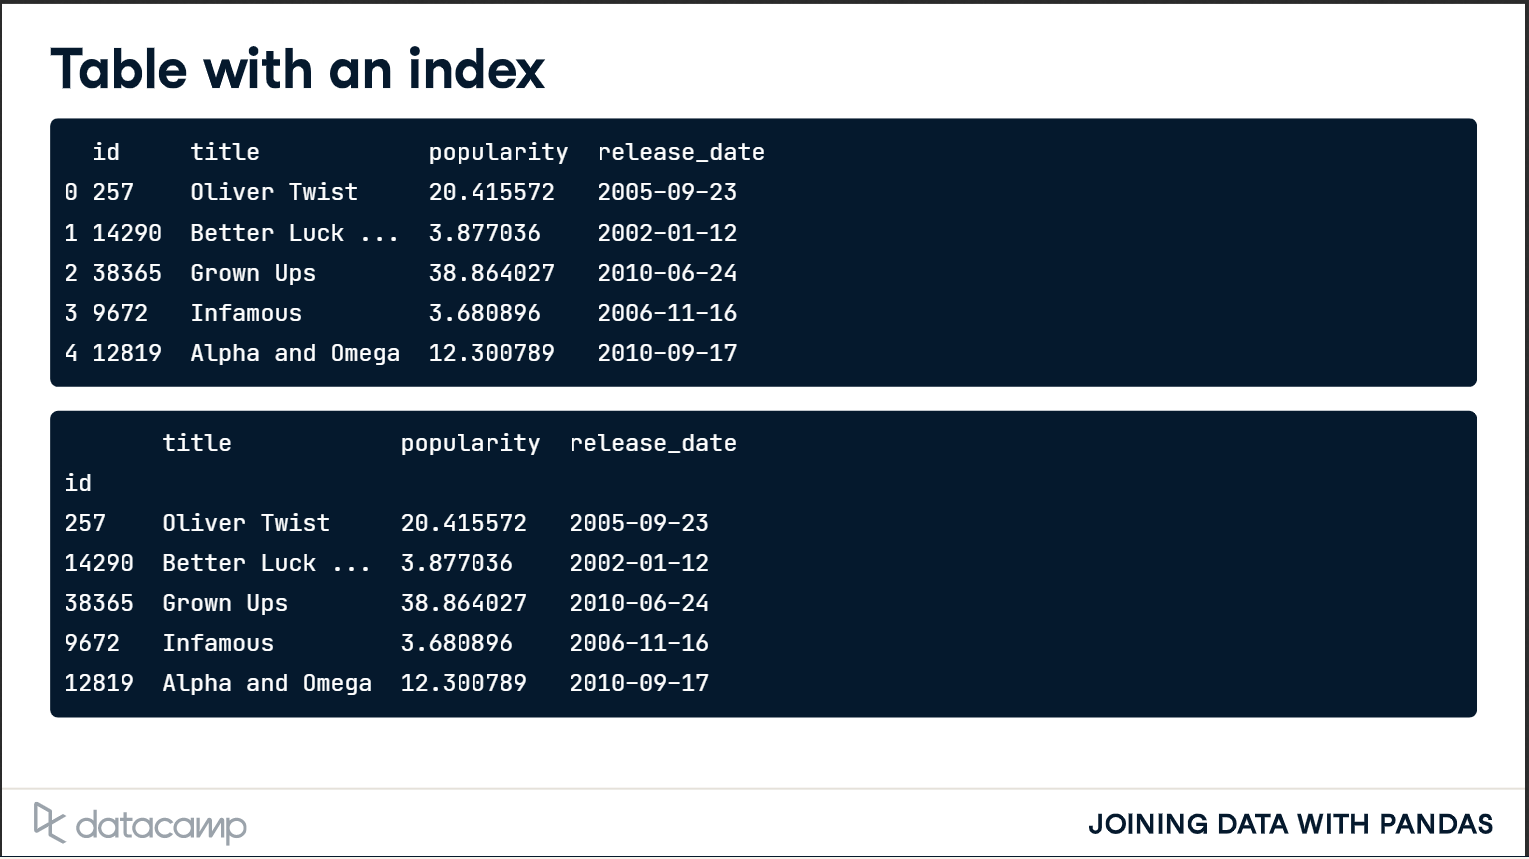 Table with an index
id title popularity release_date
0 257 Oliver Twist 20.415572 2005-09-23
1 14290 Better Luck ... 3.877036 2002-01-12
2 38365 Grown Ups 38.864027 2010-06-24
3 9672 Infamous 3.680896 2006-11-16
4 12819 Alpha and Omega 12.300789 2010-09-17
title popularity release_date
id
257 Oliver Twist 20.415572 2005-09-23
14290 Better Luck ... 3.877036 2002-01-12
38365 Grown Ups 38.864027 2010-06-24
9672 Infamous 3.680896 2006-11-16
12819 Alpha and Omega 12.300789 2010-09-17
datacamp
JOINING DATA WITH PANDAS